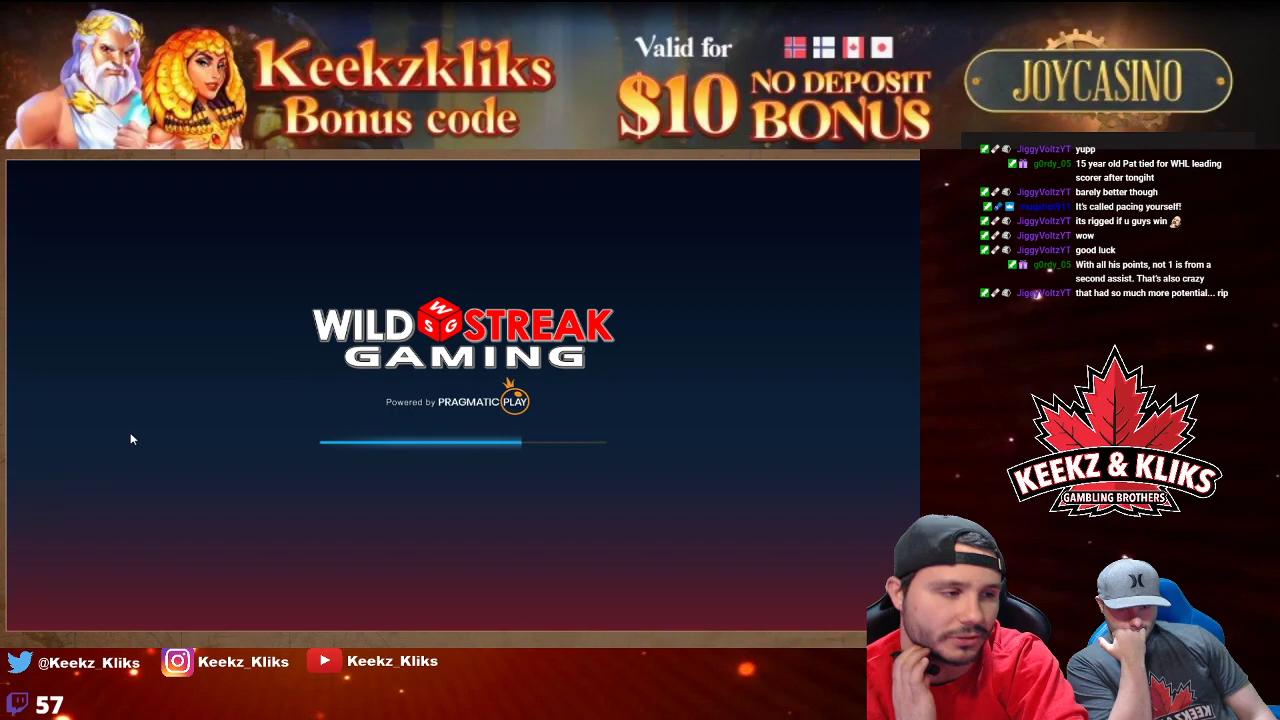 Keekzkliks
Bonus code
Valid for
$10 NO DEPOSIT
BONUS
JOYCASINO
JiggyVoltzYT yupp
g0rdy_05 15 year old Pat tied for WHL leading
scorer after tongiht
JiggyVoltzYT barely better though
It's called pacing yourself!
JiggyVoltzYT its rigged if u guys win
JiggyVoltzYT wow
JiggyVoltzYT good luck
g0rdy_05 With all his points, not 1 is from a
second assist. That's also crazy
JiggyVoltzYT that had so much more potential... rip
WILD WSG STREAK
GAMING
Powered by PRAGMATIC PLAY
KEEKZ & KLIKS
GAMBLING BROTHERS
@Keekz_Kliks Keekz_Kliks Keekz_Kliks
57